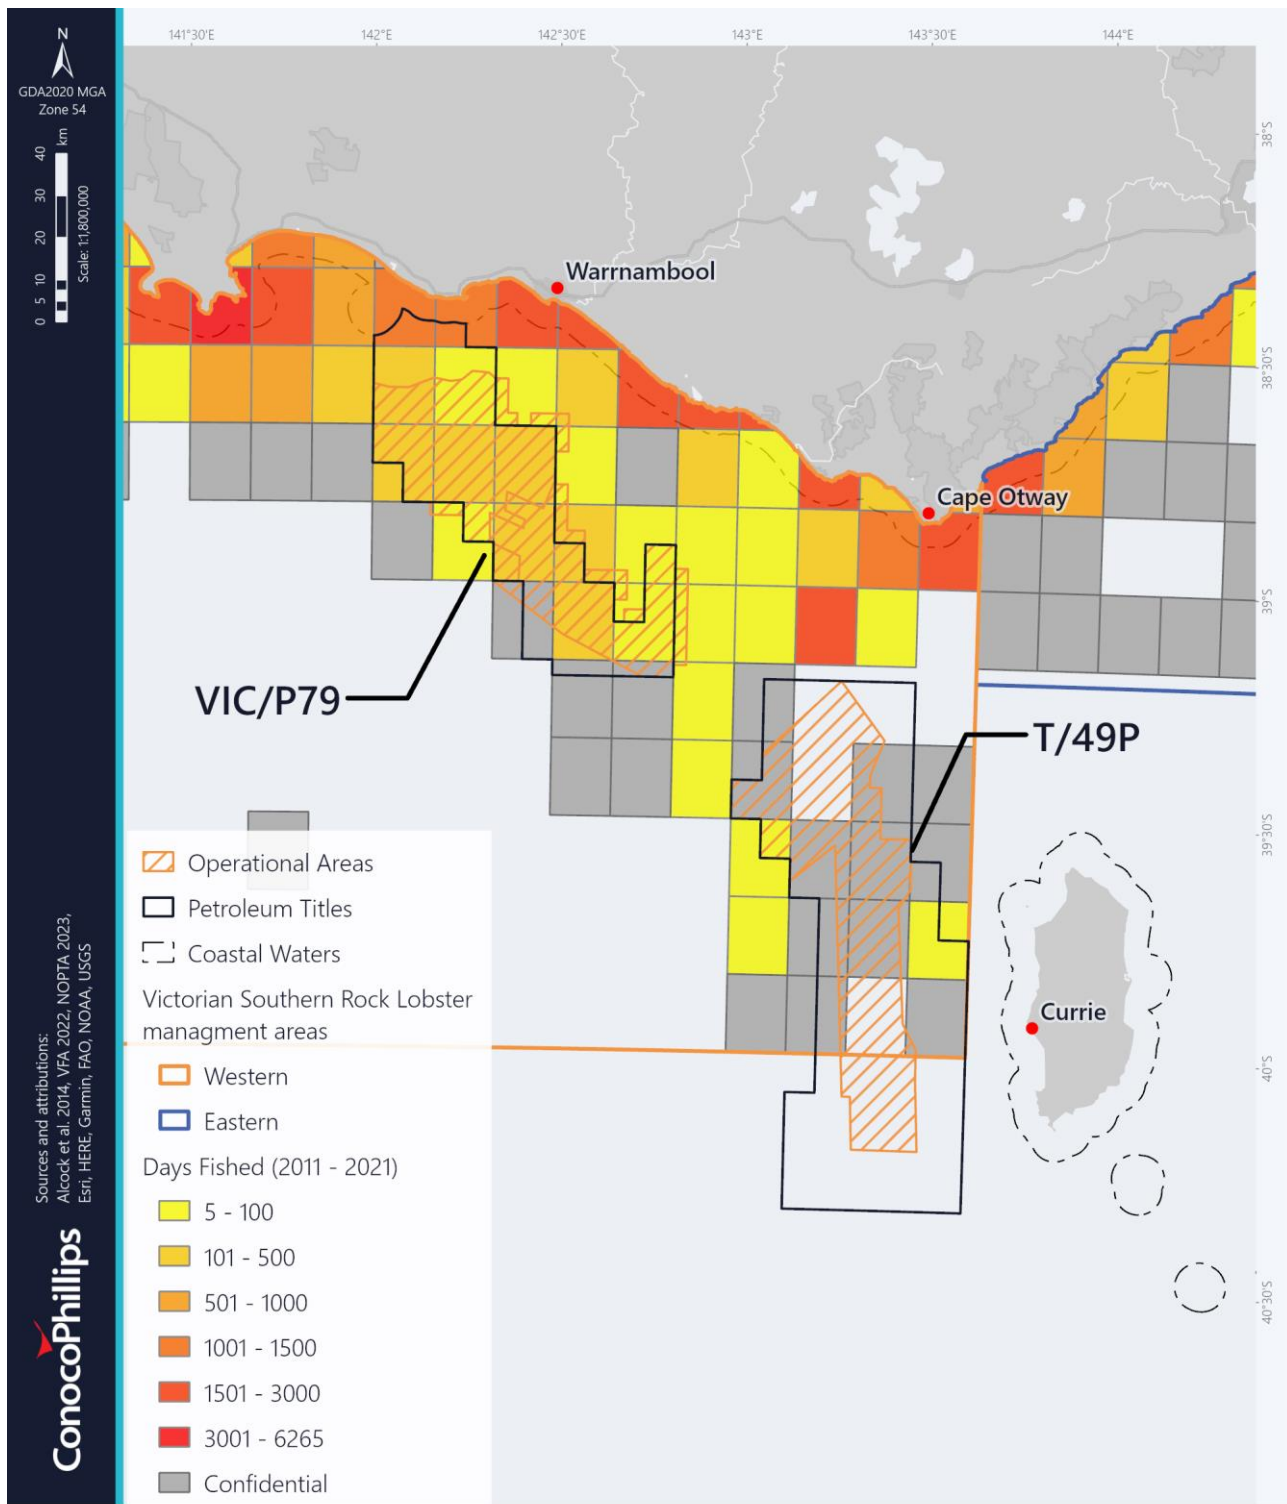 N
GDA2020 MGA
Zone 54
km
0 5 10 20 30 40
Scale: 1:1,800,000
141°30'E
142°E
142°30'E
143°E
143°30'E
144°E
38°S
38°30'S
39°S
39°30'S
40°S
40°30'S
Warrnambool
Cape Otway
VIC/P79
T/49P
Currie
Operational Areas
Petroleum Titles
Coastal Waters
Victorian Southern Rock Lobster
managment areas
Western
Eastern
Days Fished (2011 - 2021)
5 - 100
101 - 500
501 - 1000
1001 - 1500
1501 - 3000
3001 - 6265
Confidential
Sources and attributions:
Alcock et al. 2014, VFA 2022, NOPTA 2023,
Esri, HERE, Garmin, FAO, NOAA, USGS
ConocoPhillips